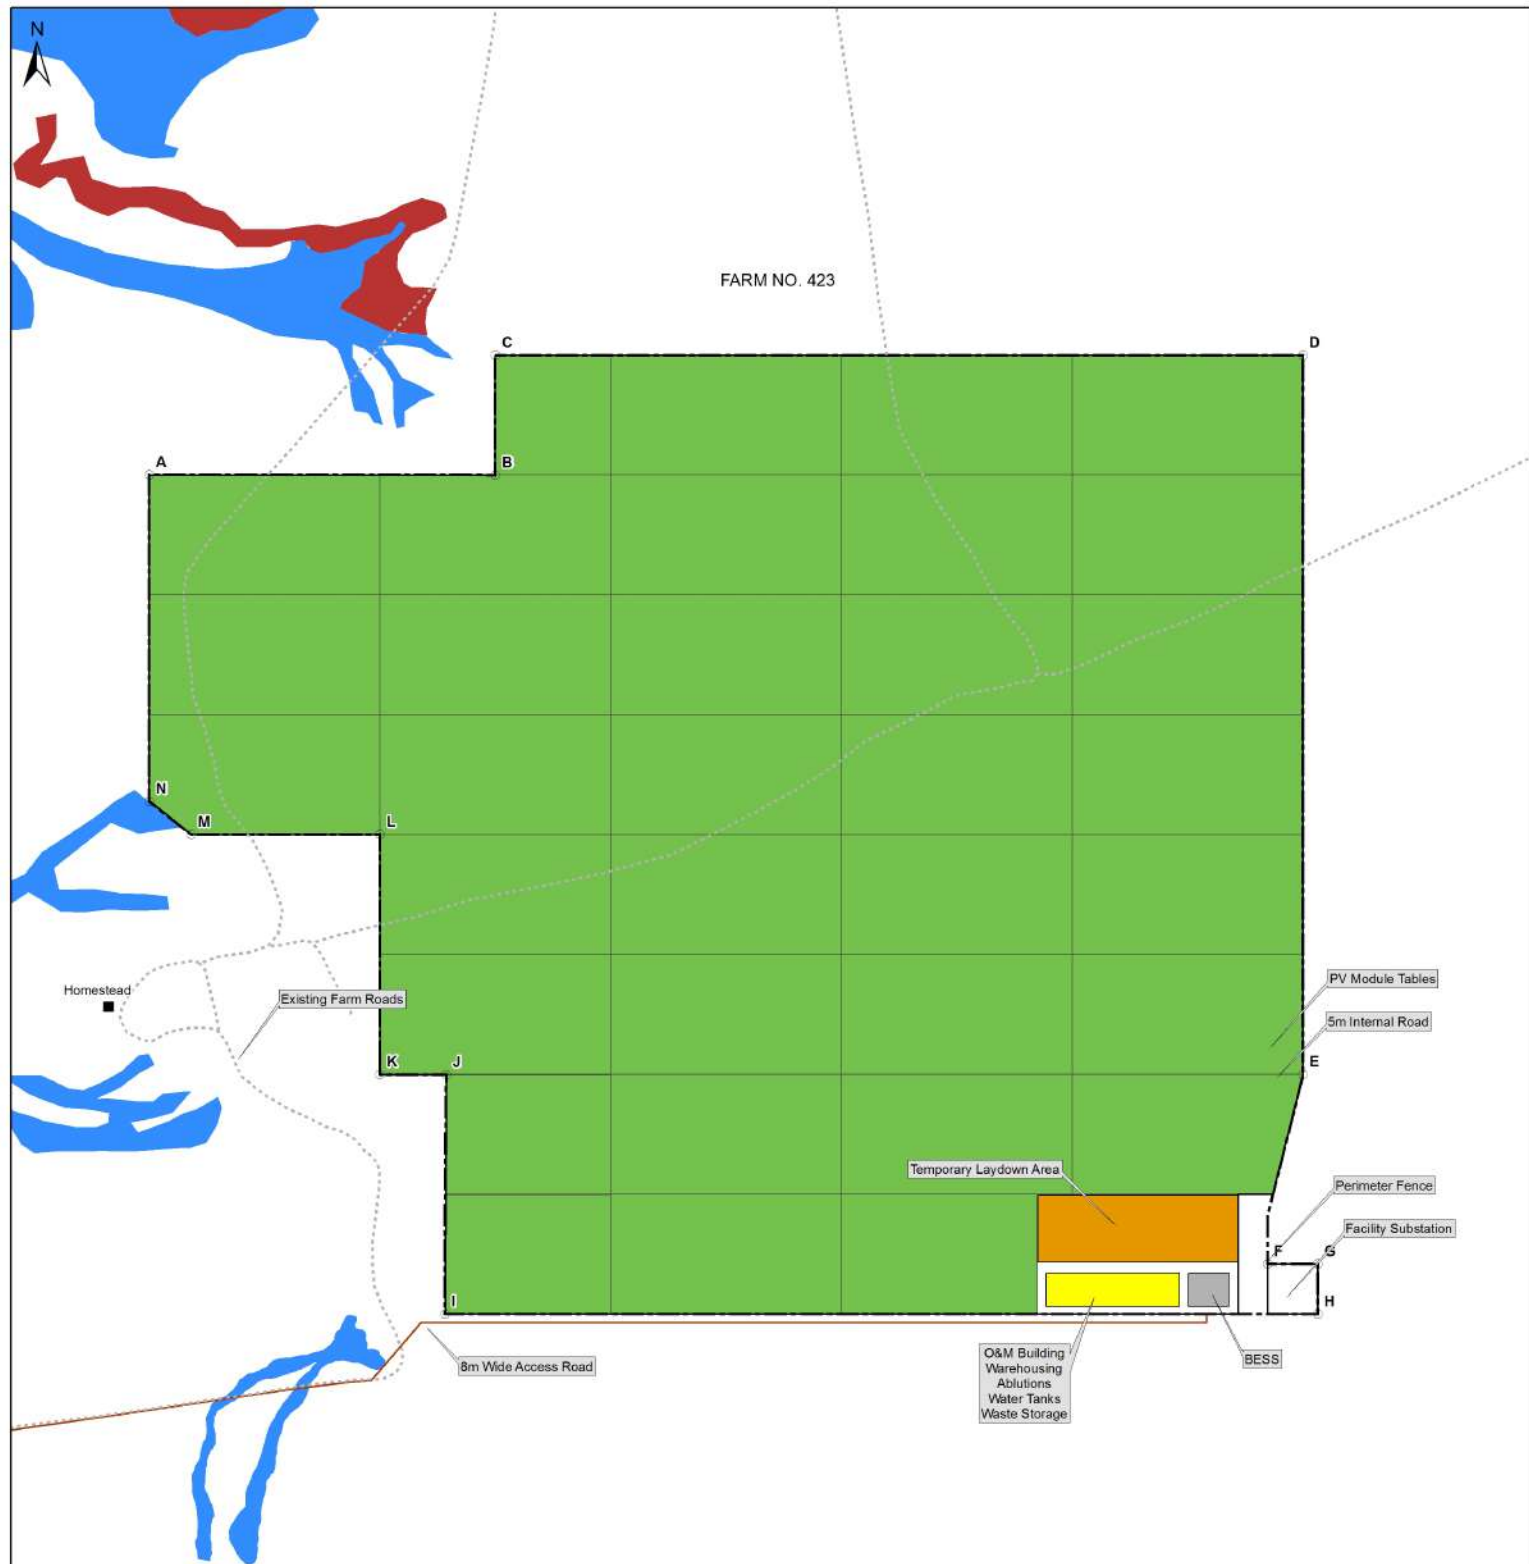 N
FARM NO. 423
C
D
A
B
N
M
L
Homestead
Existing Farm Roads
PV Module Tables
5m Internal Road
K
J
E
Temporary Laydown Area
Perimeter Fence
Facility Substation
F
G
I
H
8m Wide Access Road
O&M Building
Warehousing
Ablutions
Water Tanks
Waste Storage
BESS